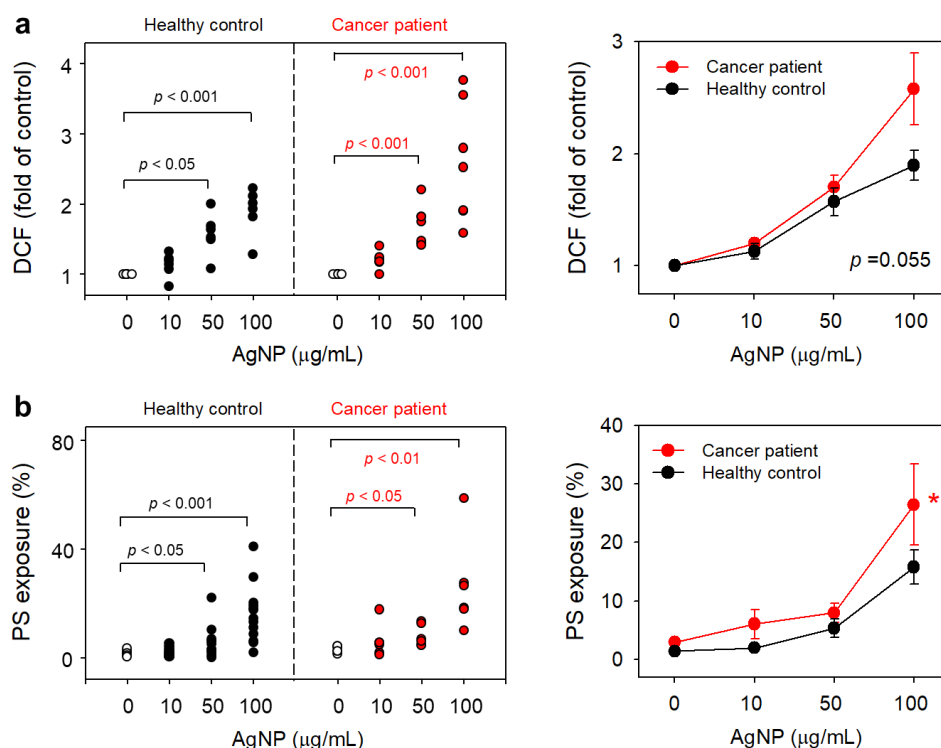 a
Healthy control
Cancer patient
DCF (fold of control)
4
3
2
1
p < 0.001
p < 0.05
p < 0.001
p < 0.001
0 10 50 100 0 10 50 100
AgNP (μg/mL)
DCF (fold of control)
3
2
1
Cancer patient
Healthy control
p =0.055
0 10 50 100
AgNP (μg/mL)
b
Healthy control
Cancer patient
PS exposure (%)
80
40
0
p < 0.001
p < 0.05
p < 0.01
p < 0.05
0 10 50 100 0 10 50 100
AgNP (μg/mL)
PS exposure (%)
40
30
20
10
0
Cancer patient
Healthy control
*
0 10 50 100
AgNP (μg/mL)